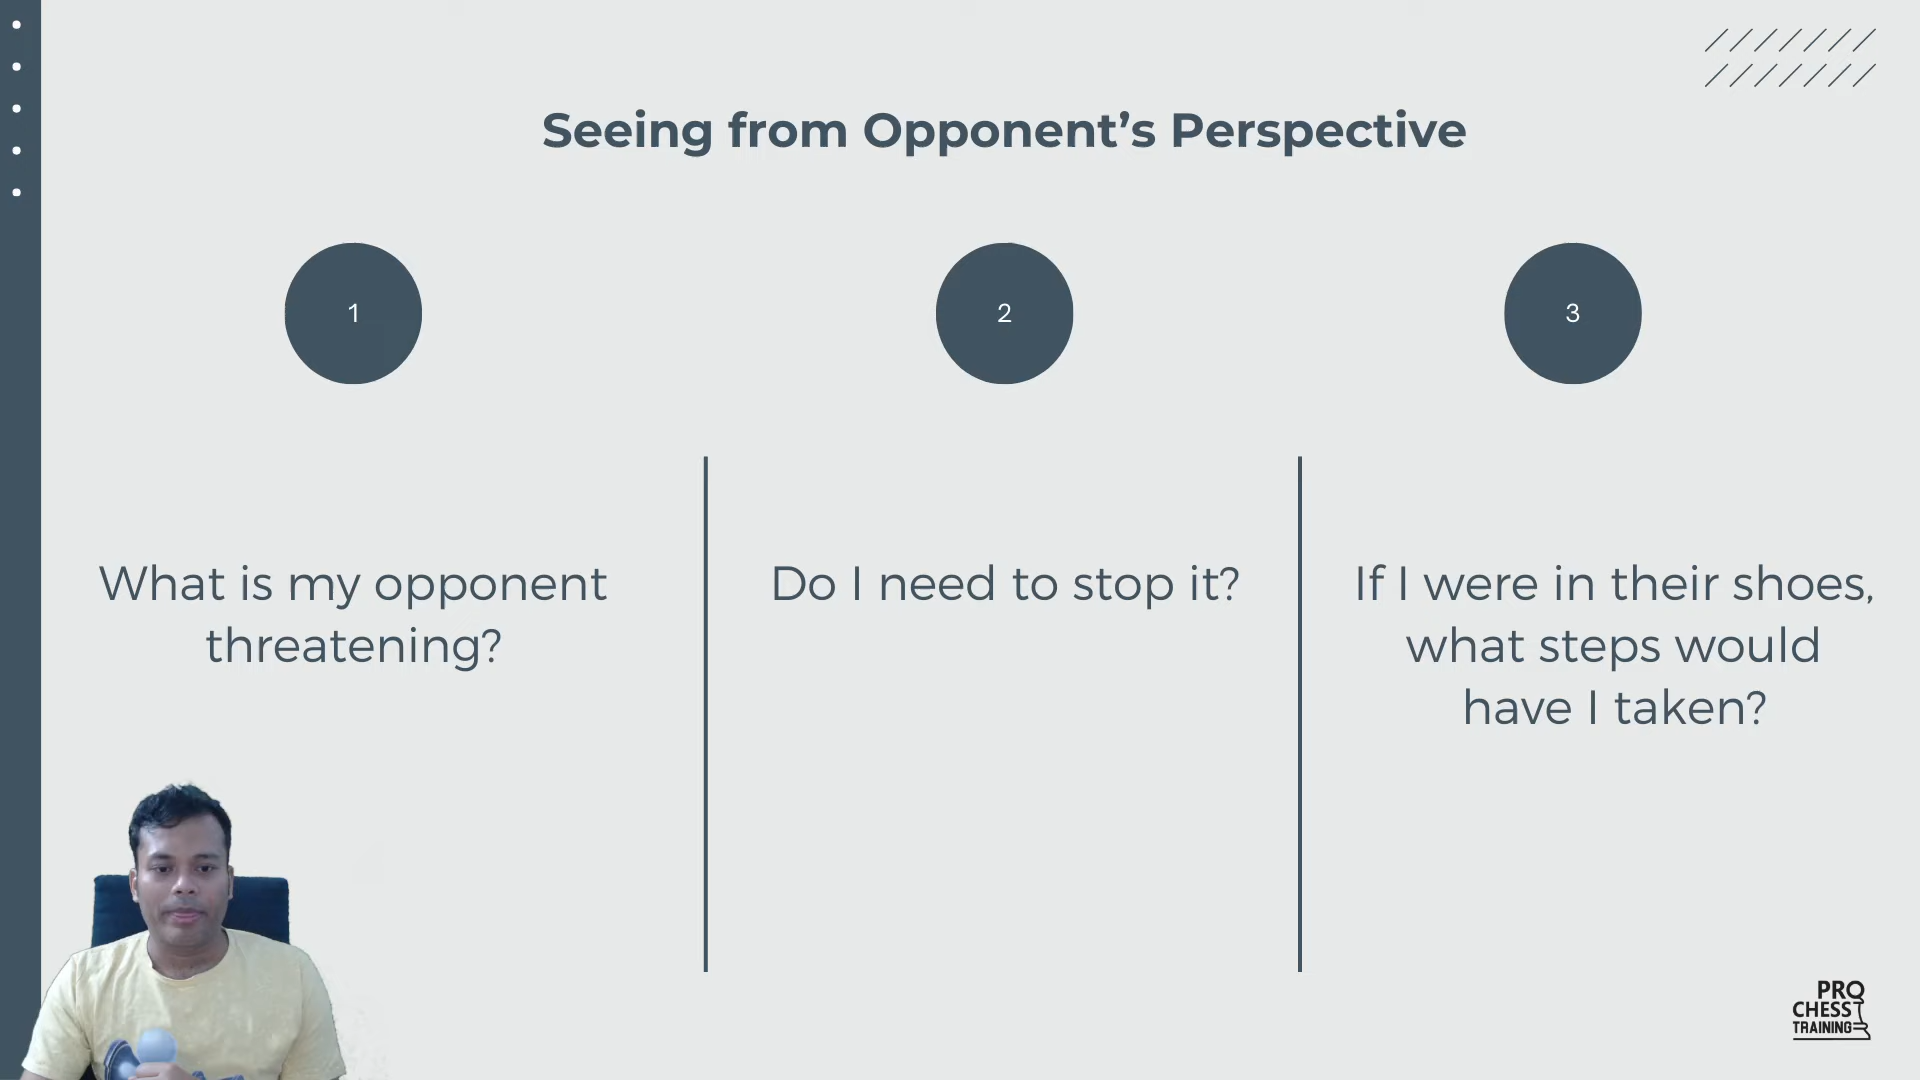 Seeing from Opponent’s Perspective
1
2
3
What is my opponent
threatening?
Do I need to stop it?
If I were in their shoes,
what steps would
have I taken?
PRO
CHESS
TRAINING